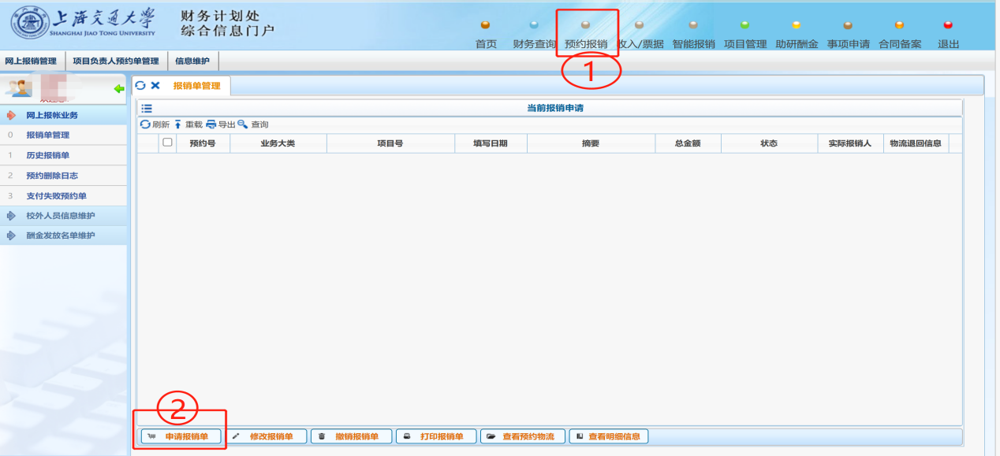 上海交通大學
SHANGHAI JIAO TONG UNIVERSITY
财务计划处
综合信息门户
首页 财务查询 预约报销 收入/票据 智能报销 项目管理 助研酬金 事项申请 合同备案 退出
①
网上报销管理 项目负责人预约单管理 信息维护
报销单管理
当前报销申请
网上报帐业务
刷新 重载 导出 查询
0 报销单管理
预约号 业务大类 项目号 填写日期 摘要 总金额 状态 实际报销人 物流退回信息
1 历史报销单
2 预约删除日志
3 支付失败预约单
校外人员信息维护
酬金发放名单维护
②
申请报销单 修改报销单 撤销报销单 打印报销单 查看预约物流 查看明细信息